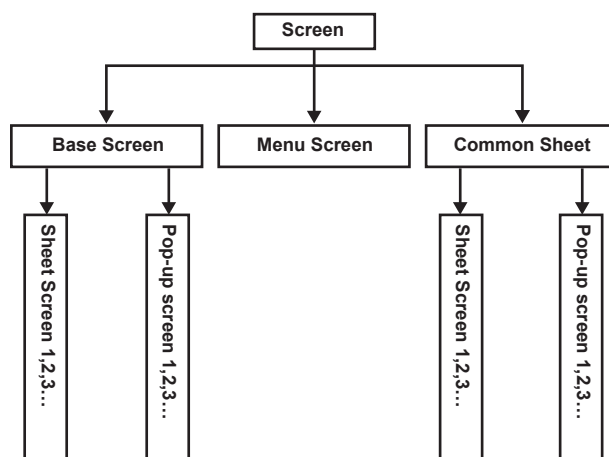 Screen
Base Screen
Menu Screen
Common Sheet
Sheet Screen 1,2,3…
Pop-up screen 1,2,3…
Sheet Screen 1,2,3…
Pop-up screen 1,2,3…